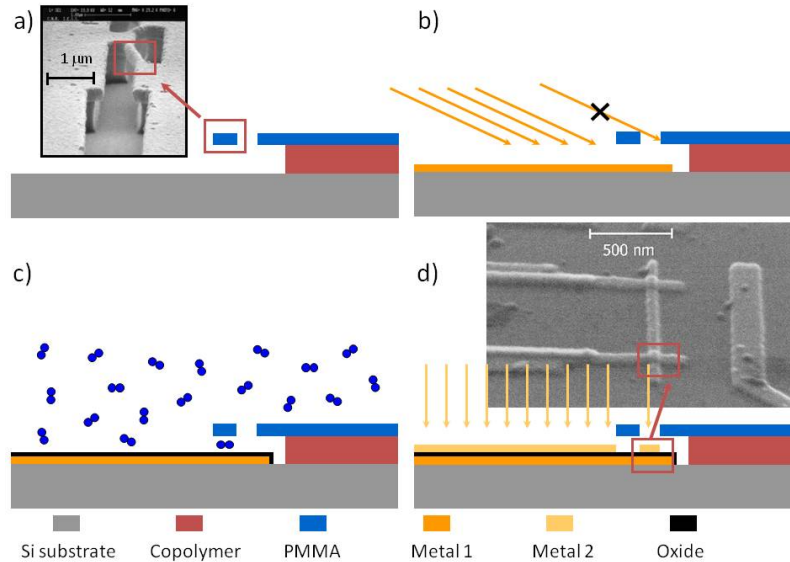 a)
1 μm
b)
c)
500 nm
d)
Si substrate
Copolymer
PMMA
Metal 1
Metal 2
Oxide